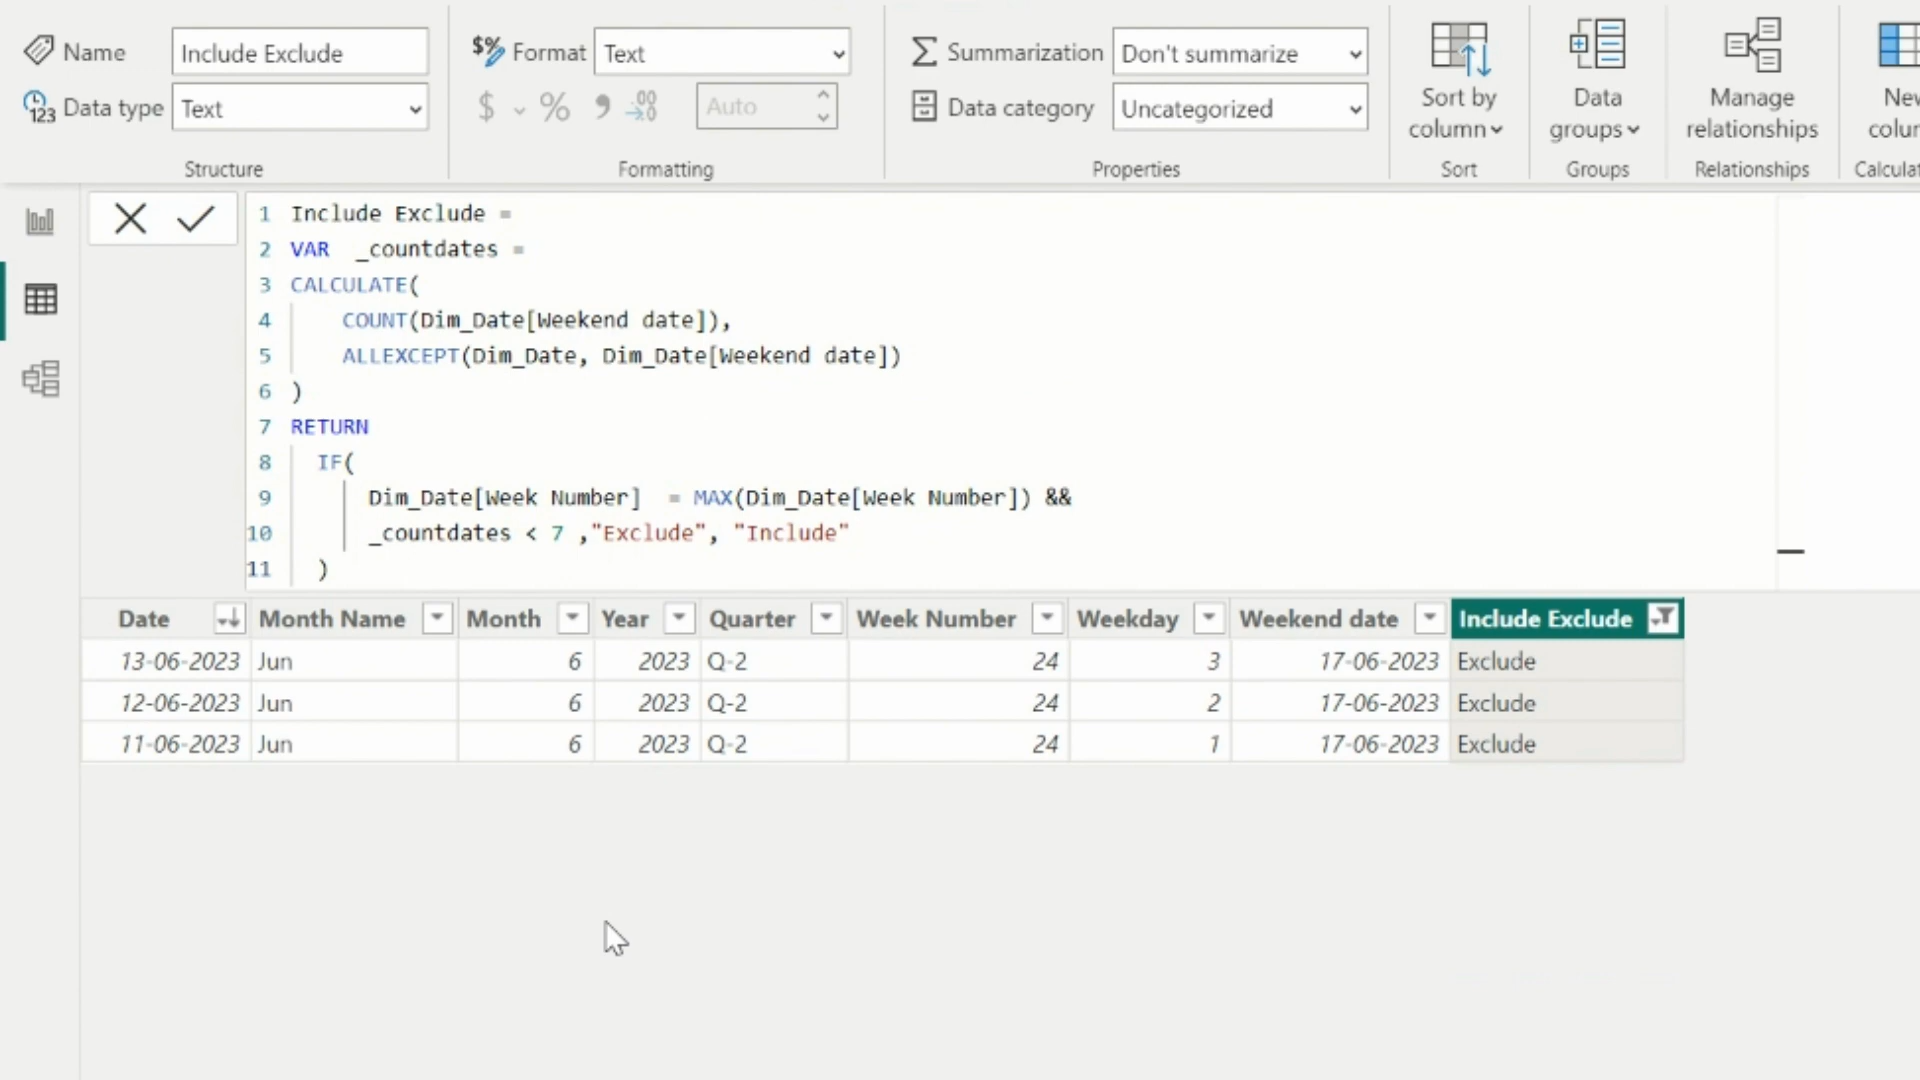 Name Include Exclude $% Format Text Σ Summarization Don't summarize
Data type Text $ % 9 .00 Auto Data category Uncategorized
Sort by column Data groups Manage relationships
Structure Formatting Properties Sort Groups Relationships
1 Include Exclude =
2 VAR _countdates =
3 CALCULATE(
4 COUNT(Dim_Date[Weekend date]),
5 ALLEXCEPT(Dim_Date, Dim_Date[Weekend date])
6 )
7 RETURN
8 IF(
9 Dim_Date[Week Number] = MAX(Dim_Date[Week Number]) &&
10 _countdates < 7 ,"Exclude", "Include"
11 )
Date Month Name Month Year Quarter Week Number Weekday Weekend date Include Exclude
13-06-2023 Jun 6 2023 Q-2 24 3 17-06-2023 Exclude
12-06-2023 Jun 6 2023 Q-2 24 2 17-06-2023 Exclude
11-06-2023 Jun 6 2023 Q-2 24 1 17-06-2023 Exclude